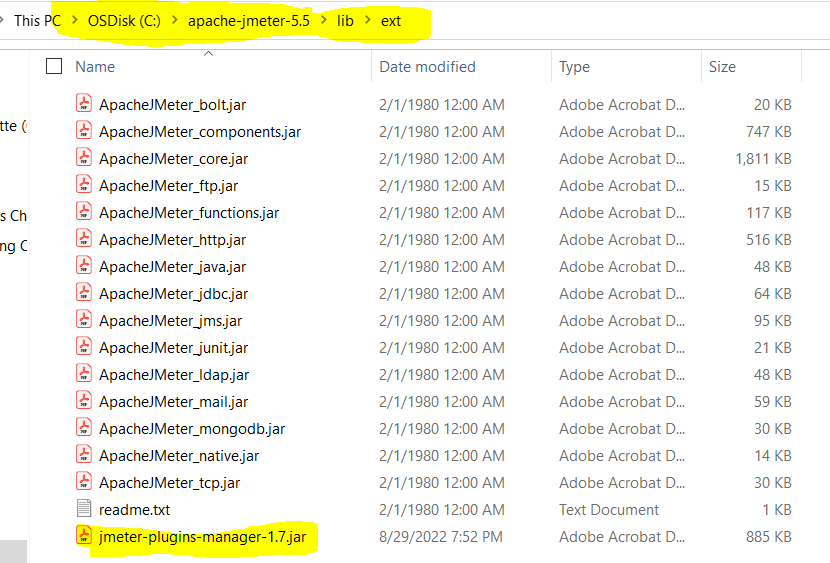 This PC > OSDisk (C:) > apache-jmeter-5.5 > lib > ext
Name Date modified Type Size
ApacheJMeter_bolt.jar 2/1/1980 12:00 AM Adobe Acrobat D... 20 KB
ApacheJMeter_components.jar 2/1/1980 12:00 AM Adobe Acrobat D... 747 KB
ApacheJMeter_core.jar 2/1/1980 12:00 AM Adobe Acrobat D... 1,811 KB
ApacheJMeter_ftp.jar 2/1/1980 12:00 AM Adobe Acrobat D... 15 KB
tte (
ApacheJMeter_functions.jar 2/1/1980 12:00 AM Adobe Acrobat D... 117 KB
s Ch
ApacheJMeter_http.jar 2/1/1980 12:00 AM Adobe Acrobat D... 516 KB
ng C
ApacheJMeter_java.jar 2/1/1980 12:00 AM Adobe Acrobat D... 48 KB
ApacheJMeter_jdbc.jar 2/1/1980 12:00 AM Adobe Acrobat D... 64 KB
ApacheJMeter_jms.jar 2/1/1980 12:00 AM Adobe Acrobat D... 95 KB
ApacheJMeter_junit.jar 2/1/1980 12:00 AM Adobe Acrobat D... 21 KB
ApacheJMeter_ldap.jar 2/1/1980 12:00 AM Adobe Acrobat D... 48 KB
ApacheJMeter_mail.jar 2/1/1980 12:00 AM Adobe Acrobat D... 59 KB
ApacheJMeter_mongodb.jar 2/1/1980 12:00 AM Adobe Acrobat D... 30 KB
ApacheJMeter_native.jar 2/1/1980 12:00 AM Adobe Acrobat D... 14 KB
ApacheJMeter_tcp.jar 2/1/1980 12:00 AM Adobe Acrobat D... 30 KB
readme.txt 2/1/1980 12:00 AM Text Document 1 KB
jmeter-plugins-manager-1.7.jar 8/29/2022 7:52 PM Adobe Acrobat D... 885 KB